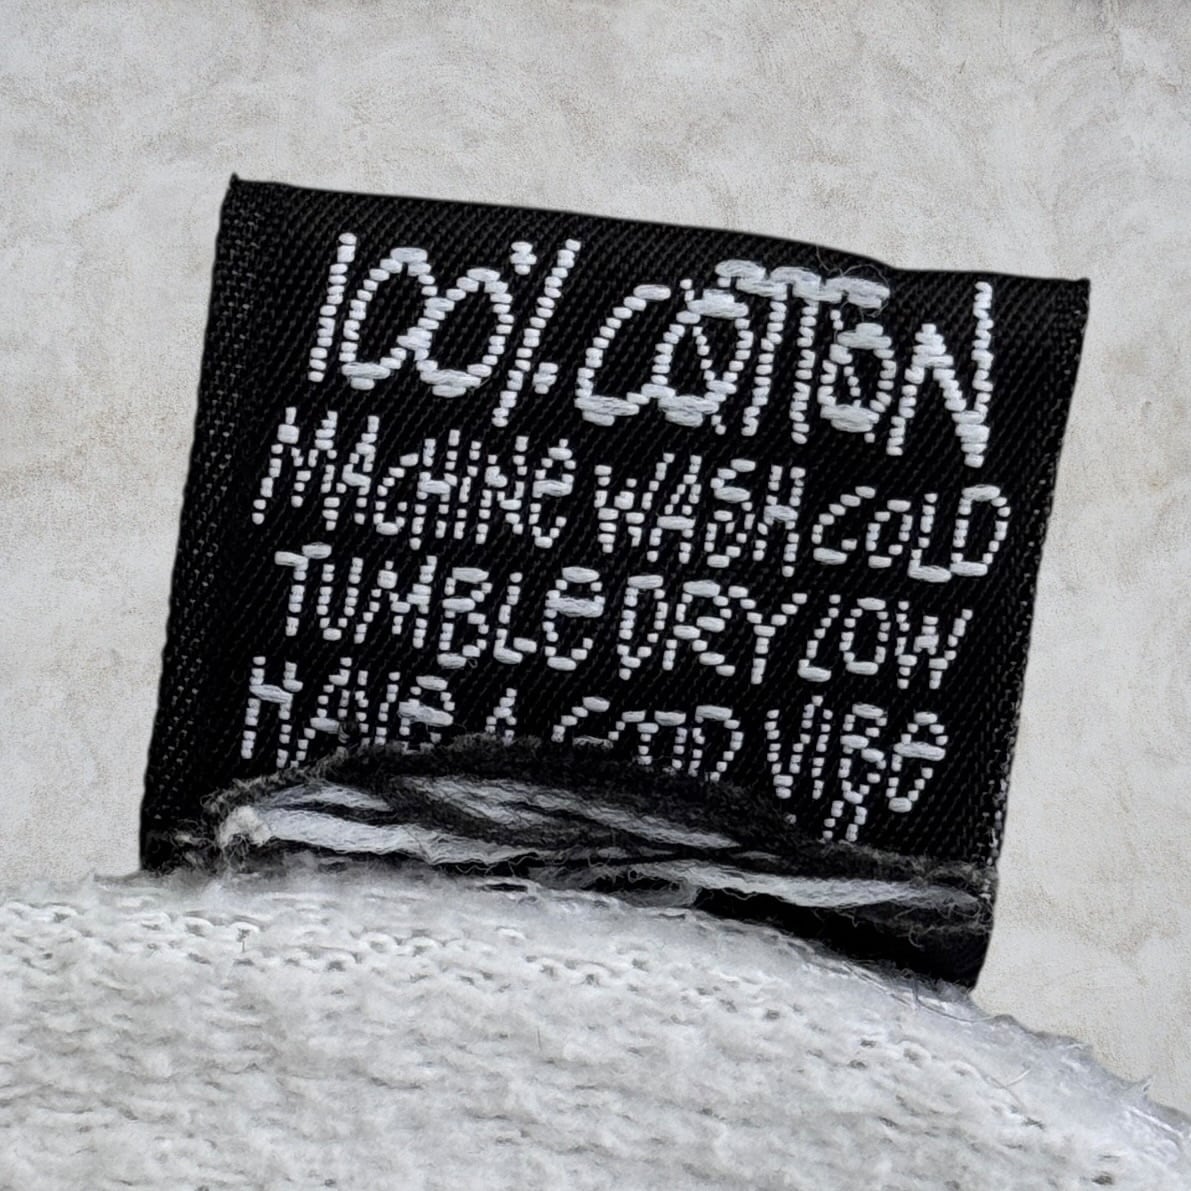 100% COTTON
MACHINE WASH COLD
TUMBLE DRY LOW
HAVE A GOOD VIBE